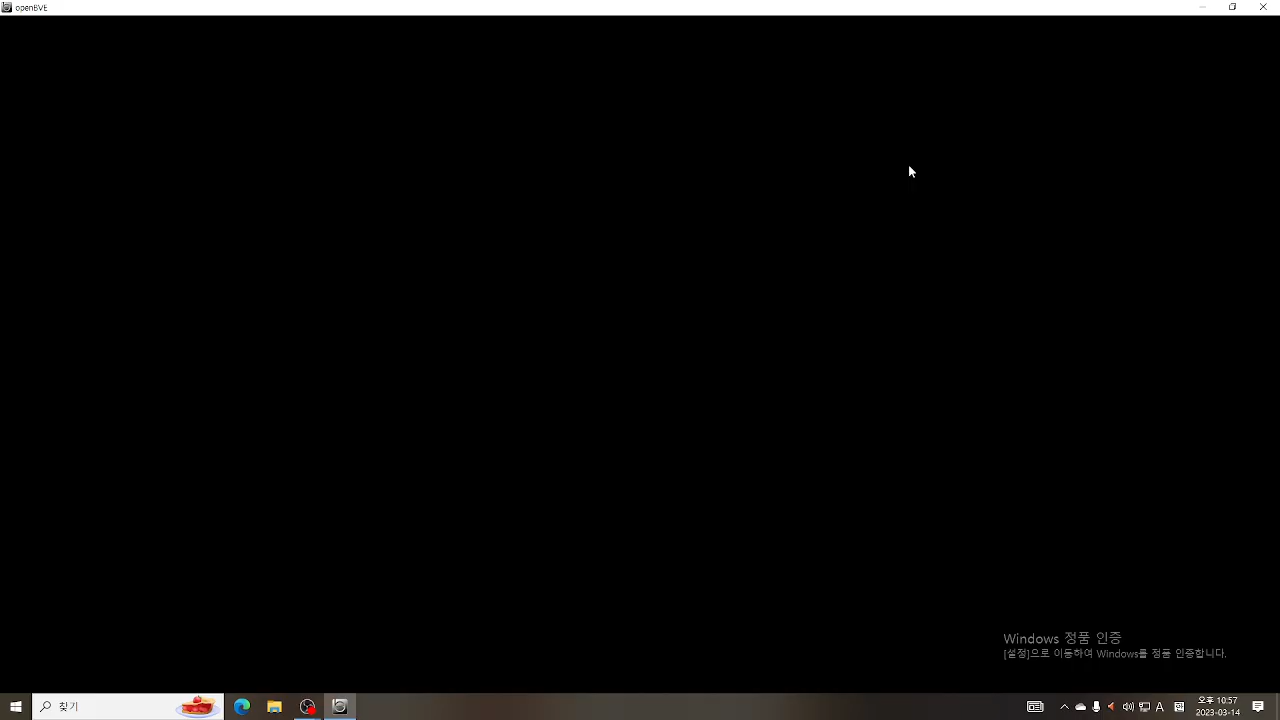 openBVE
Windows 정품 인증
[설정]으로 이동하여 Windows를 정품 인증합니다.
찾기
A
오후 10:57
2023-03-14